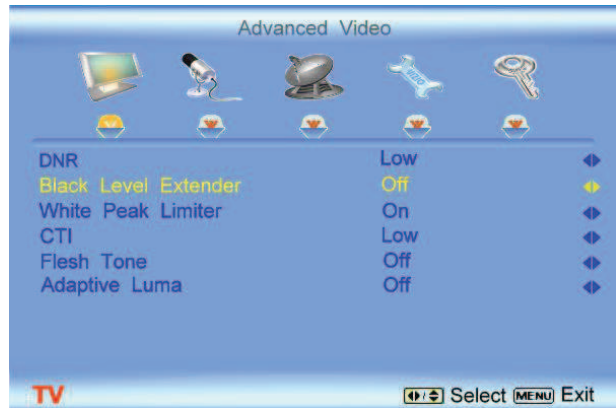 Advanced Video
DNR Low
Black Level Extender Off
White Peak Limiter On
CTI Low
Flesh Tone Off
Adaptive Luma Off
TV Select MENU Exit